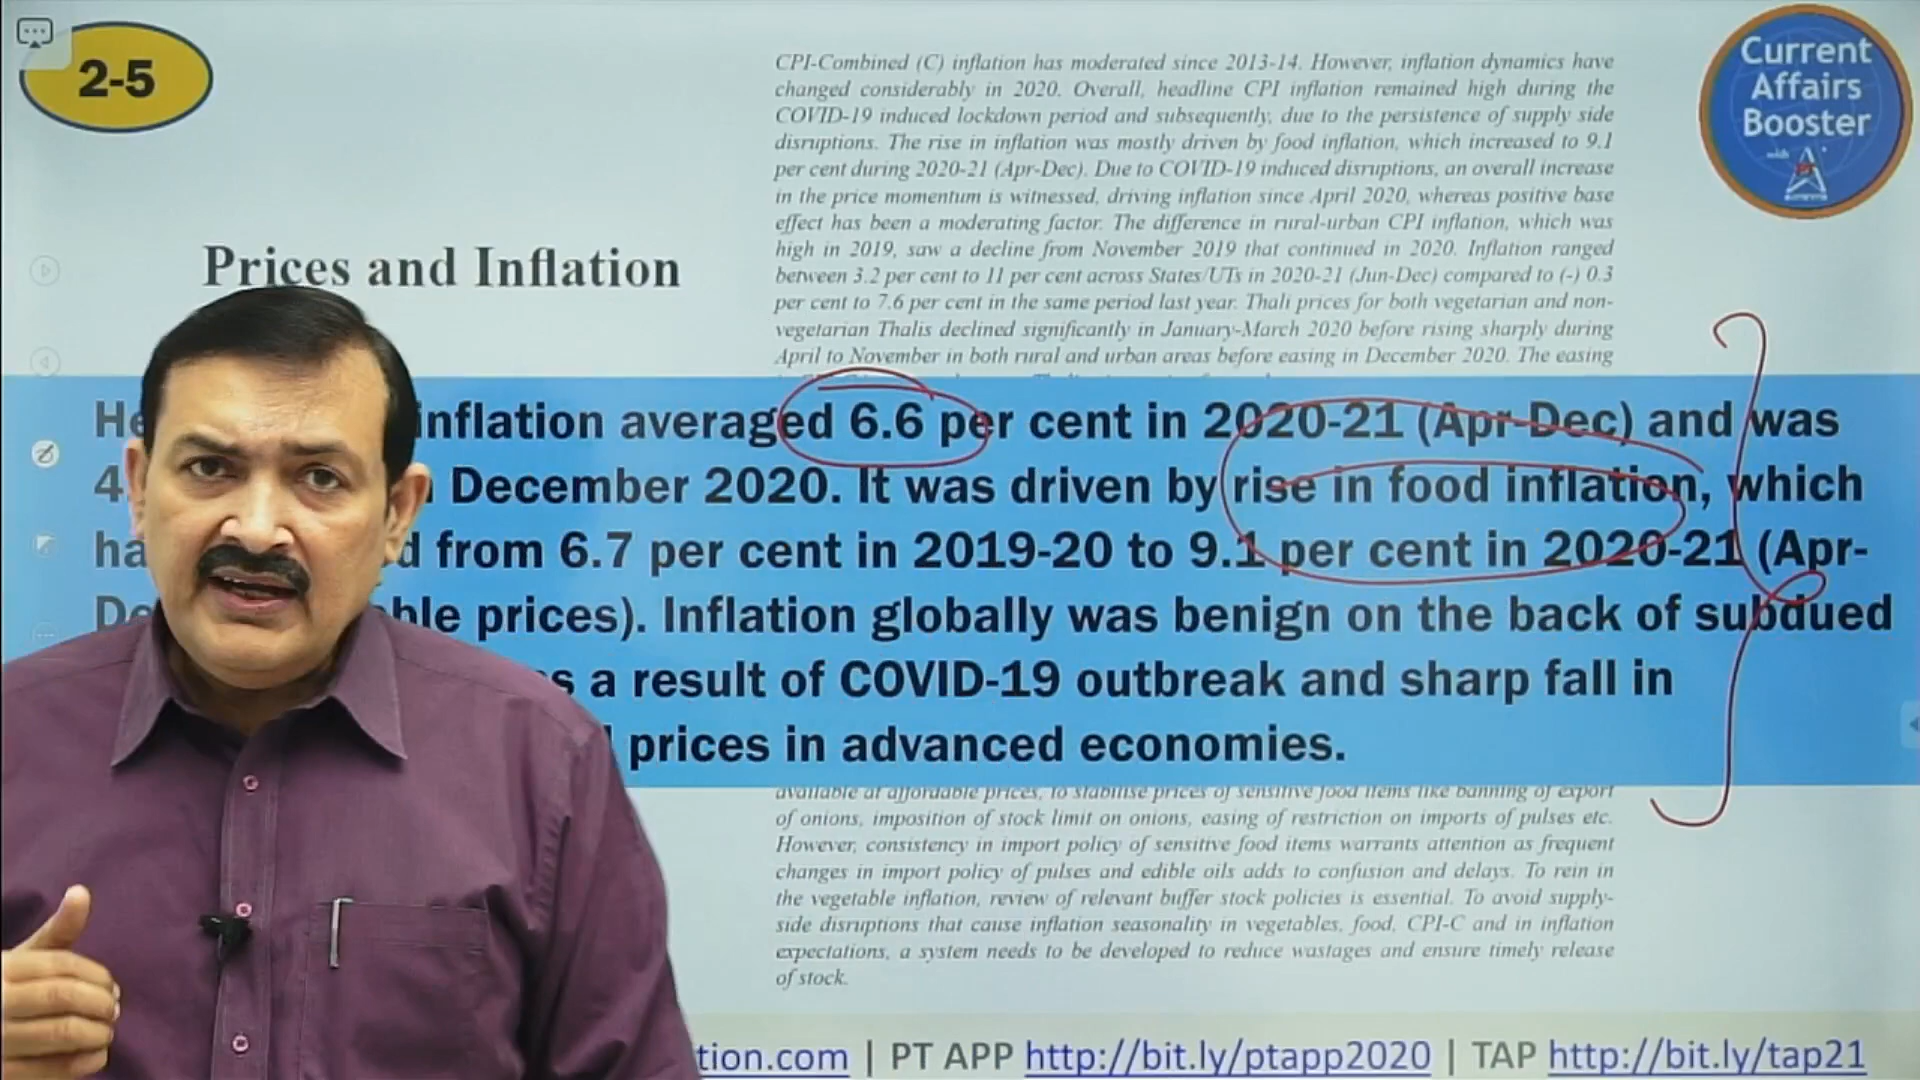 2-5
CPI-Combined (C) inflation has moderated since 2013-14. However, inflation dynamics have
changed considerably in 2020. Overall, headline CPI inflation remained high during the
COVID-19 induced lockdown period and subsequently, due to the persistence of supply side
disruptions. The rise in inflation was mostly driven by food inflation, which increased to 9.1
per cent during 2020-21 (Apr-Dec). Due to COVID-19 induced disruptions, an overall increase
in the price momentum is witnessed, driving inflation since April 2020, whereas positive base
effect has been a moderating factor. The difference in rural-urban CPI inflation, which was
high in 2019, saw a decline from November 2019 that continued in 2020. Inflation ranged
between 3.2 per cent to 11 per cent across States/UTs in 2020-21 (Jun-Dec) compared to (-) 0.3
per cent to 7.6 per cent in the same period last year. Thali prices for both vegetarian and non-
vegetarian Thalis declined significantly in January-March 2020 before rising sharply during
April to November in both rural and urban areas before easing in December 2020. The easing
Current
Affairs
Booster
with
Prices and Inflation
inflation averaged 6.6 per cent in 2020-21 (Apr-Dec) and was
4 December 2020. It was driven by rise in food inflation, which
from 6.7 per cent in 2019-20 to 9.1 per cent in 2020-21 (Apr-
prices). Inflation globally was benign on the back of subdued
a result of COVID-19 outbreak and sharp fall in
prices in advanced economies.
available at affordable prices, to stabilise prices of sensitive food items like banning of export
of onions, imposition of stock limit on onions, easing of restriction on imports of pulses etc.
However, consistency in import policy of sensitive food items warrants attention as frequent
changes in import policy of pulses and edible oils adds to confusion and delays. To rein in
the vegetable inflation, review of relevant buffer stock policies is essential. To avoid supply-
side disruptions that cause inflation seasonality in vegetables, food, CPI-C and in inflation
expectations, a system needs to be developed to reduce wastages and ensure timely release
of stock.
tion.com | PT APP http://bit.ly/ptapp2020 | TAP http://bit.ly/tap21